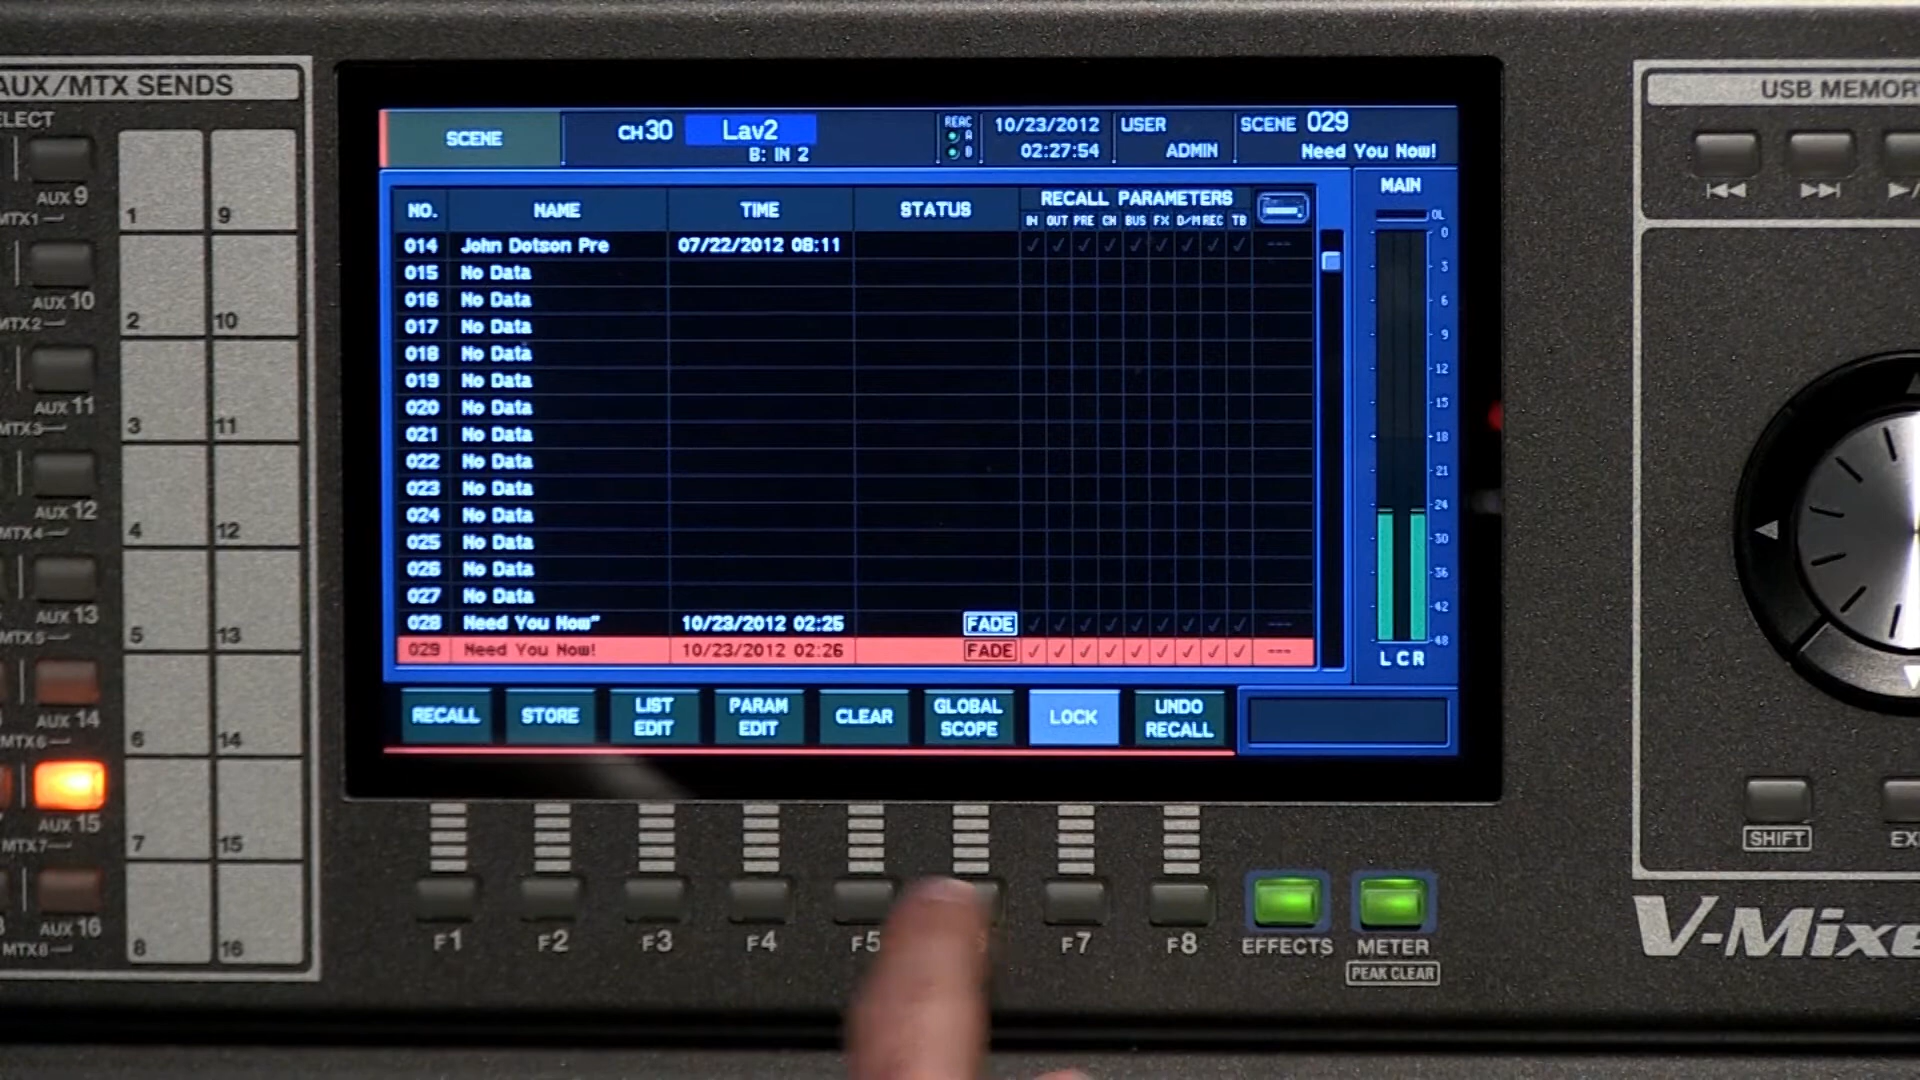 AUX/MTX SENDS
AUX 9
MTX1
AUX 10
MTX2
AUX 11
MTX3
AUX 12
MTX4
AUX 13
MTX5
AUX 14
MTX6
AUX 15
MTX7
AUX 16
MTX8
1 9
2 10
3 11
4 12
5 13
6 14
7 15
8 16
SCENE
CH30 Lav2
B: IN 2
REAC
A
B
10/23/2012
02:27:54
USER
ADMIN
SCENE 029
Need You Now!
NO. NAME TIME STATUS RECALL PARAMETERS
IN OUT PRE CH BUS FX D/M REC TB
014 John Dotson Pre 07/22/2012 08:11 ---
015 No Data
016 No Data
017 No Data
018 No Data
019 No Data
020 No Data
021 No Data
022 No Data
023 No Data
024 No Data
025 No Data
026 No Data
027 No Data
028 Need You Now" 10/23/2012 02:25 FADE ---
029 Need You Now! 10/23/2012 02:26 FADE ---
MAIN
OL
0
3
6
9
12
15
18
21
24
30
36
42
48
L C R
RECALL
STORE
LIST EDIT
PARAM EDIT
CLEAR
GLOBAL SCOPE
LOCK
UNDO RECALL
F1 F2 F3 F4 F5 F7 F8
EFFECTS
METER
PEAK CLEAR
SHIFT